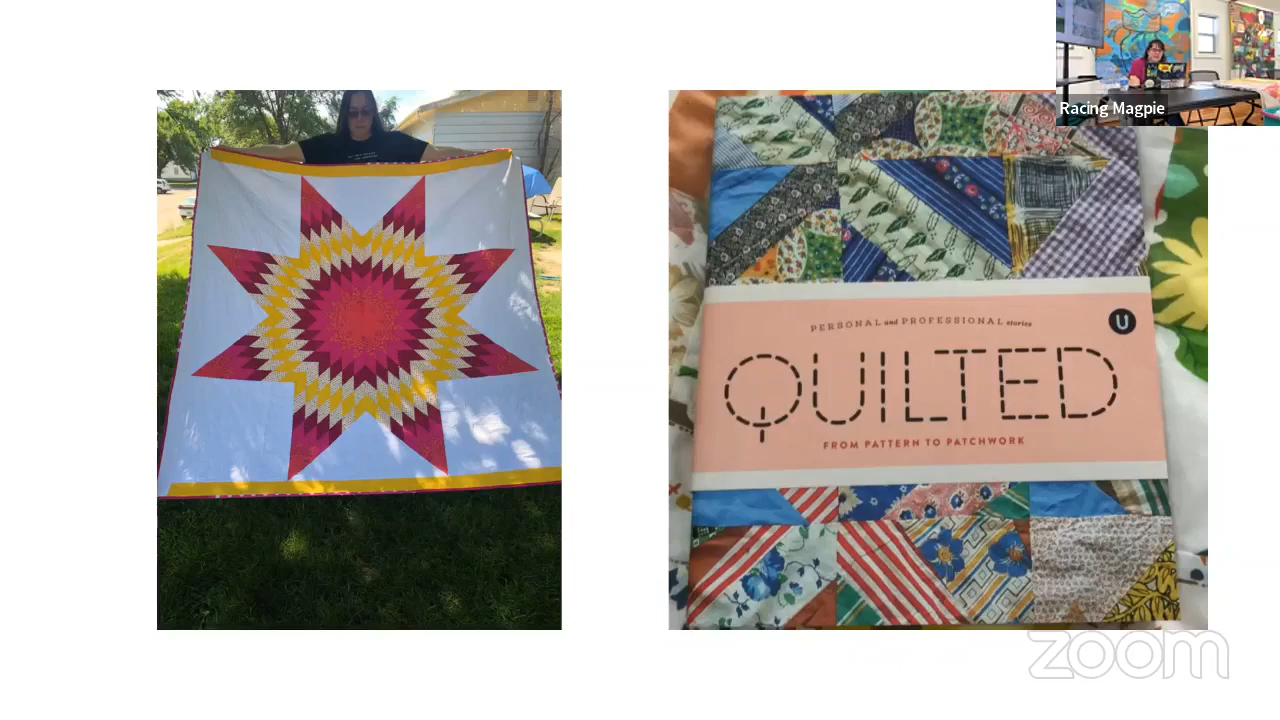 Racing Magpie
PERSONAL and PROFESSIONAL stories
U
QUILTED
FROM PATTERN TO PATCHWORK
zoom